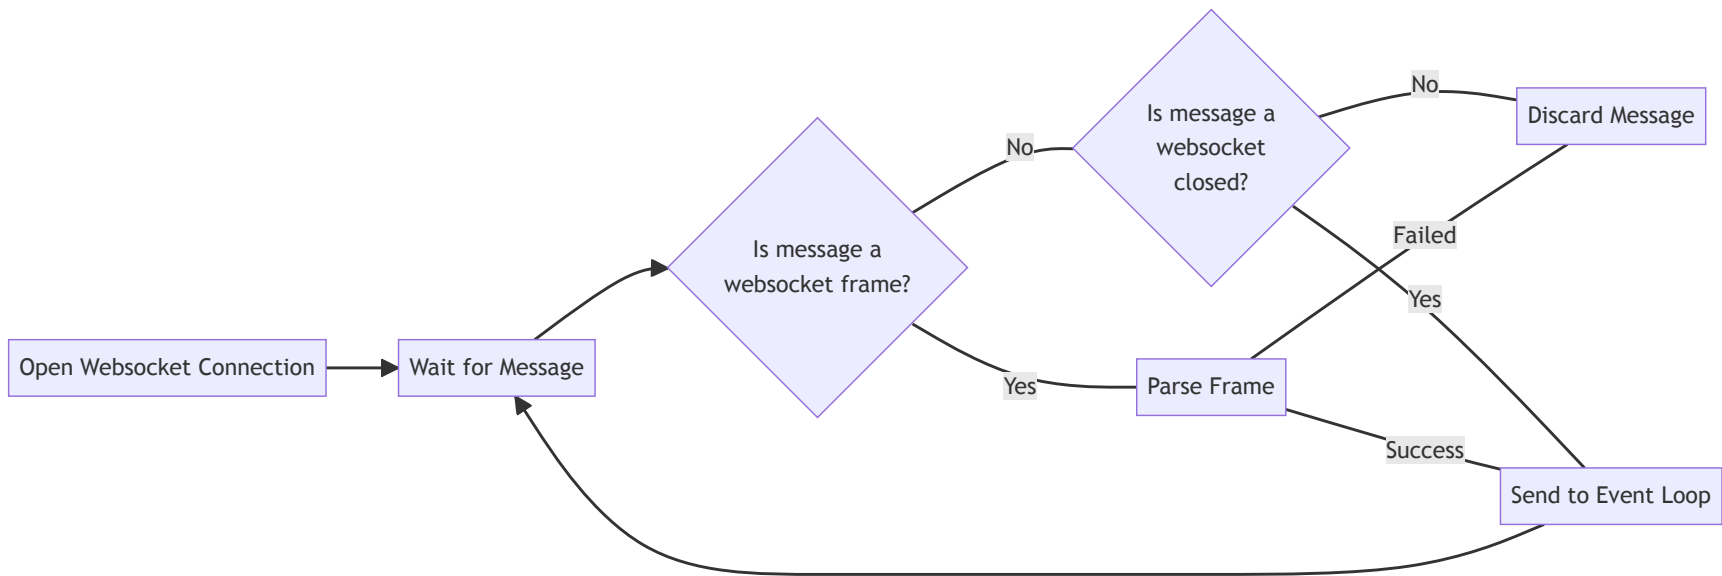 Open Websocket Connection
Wait for Message
Is message a
websocket frame?
No
Yes
Is message a
websocket
closed?
No
Yes
Discard Message
Parse Frame
Failed
Success
Send to Event Loop